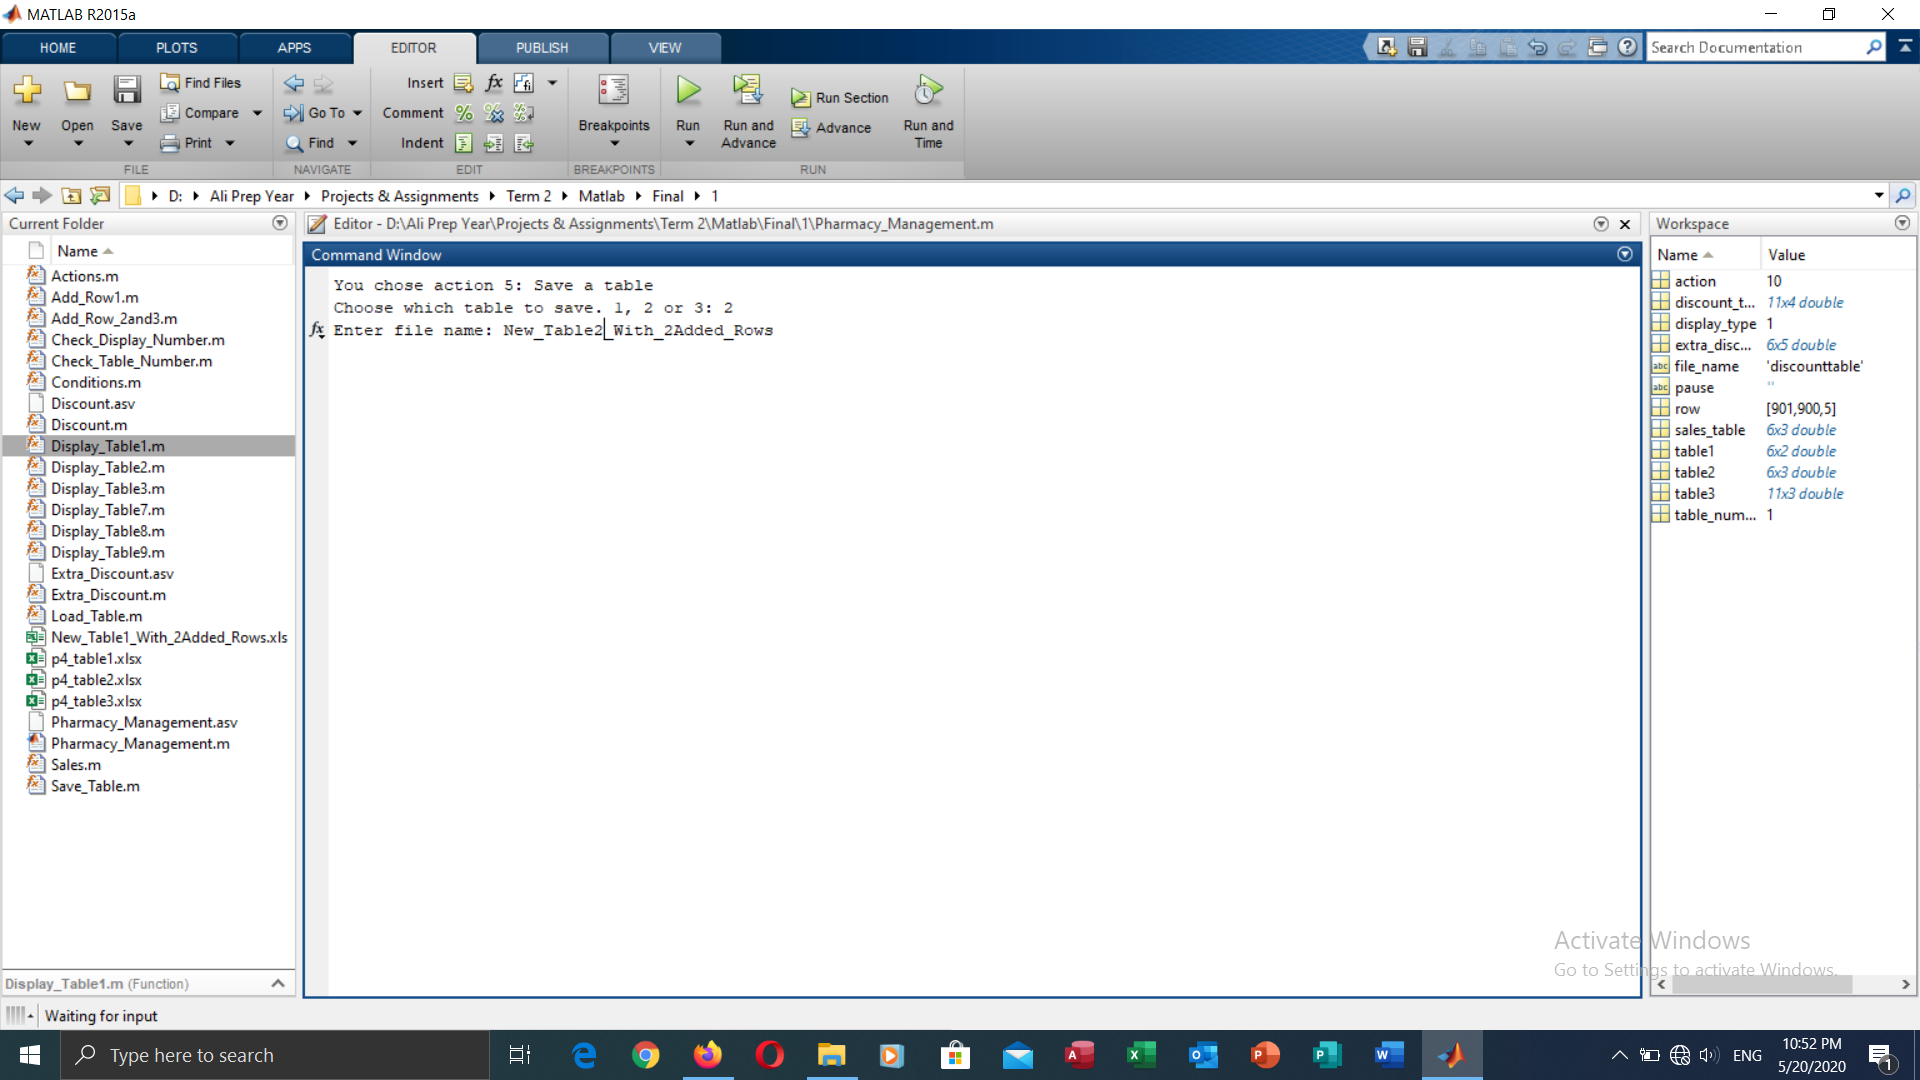 MATLAB R2015a
HOME
PLOTS
APPS
EDITOR
PUBLISH
VIEW
Search Documentation
New
Open
Save
Find Files
Compare
Print
FILE
Go To
Find
NAVIGATE
Insert
fx
fi
Comment
Indent
EDIT
Breakpoints
BREAKPOINTS
Run
Run and
Advance
Run Section
Advance
Run and
Time
RUN
D:
Ali Prep Year
Projects & Assignments
Term 2
Matlab
Final
1
Current Folder
Name
Actions.m
Add_Row1.m
Add_Row_2and3.m
Check_Display_Number.m
Check_Table_Number.m
Conditions.m
Discount.asv
Discount.m
Display_Table1.m
Display_Table2.m
Display_Table3.m
Display_Table7.m
Display_Table8.m
Display_Table9.m
Extra_Discount.asv
Extra_Discount.m
Load_Table.m
New_Table1_With_2Added_Rows.xls
p4_table1.xlsx
p4_table2.xlsx
p4_table3.xlsx
Pharmacy_Management.asv
Pharmacy_Management.m
Sales.m
Save_Table.m
Display_Table1.m (Function)
Editor - D:\Ali Prep Year\Projects & Assignments\Term 2\Matlab\Final\1\Pharmacy_Management.m
Command Window
You chose action 5: Save a table
Choose which table to save. 1, 2 or 3: 2
fx Enter file name: New_Table2_With_2Added_Rows
Workspace
Name Value
action 10
discount_t... 11x4 double
display_type 1
extra_disc... 6x5 double
abc file_name 'discounttable'
abc pause ''
row [901,900,5]
sales_table 6x3 double
table1 6x2 double
table2 6x3 double
table3 11x3 double
table_num... 1
Activate Windows
Go to Settings to activate Windows.
Waiting for input
Type here to search
ENG
10:52 PM
5/20/2020
1